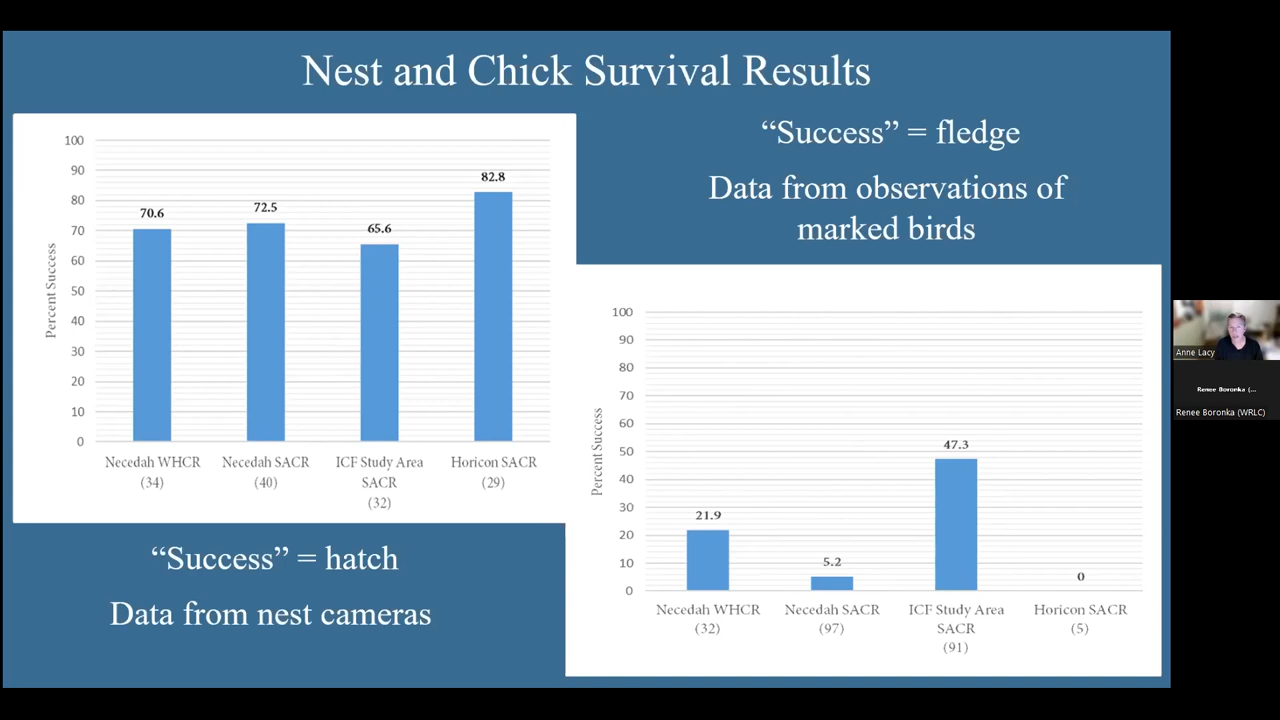 Nest and Chick Survival Results
100
90
80
70
60
50
40
30
20
10
0
Percent Success
70.6
72.5
65.6
82.8
Necedah WHCR
(34)
Necedah SACR
(40)
ICF Study Area
SACR
(32)
Horicon SACR
(29)
"Success" = hatch
Data from nest cameras
"Success" = fledge
Data from observations of
marked birds
100
90
80
70
60
50
40
30
20
10
0
Percent Success
21.9
5.2
47.3
0
Necedah WHCR
(32)
Necedah SACR
(97)
ICF Study Area
SACR
(91)
Horicon SACR
(5)
Anne Lacy
Renee Boronka (...
Renee Boronka (WRLC)